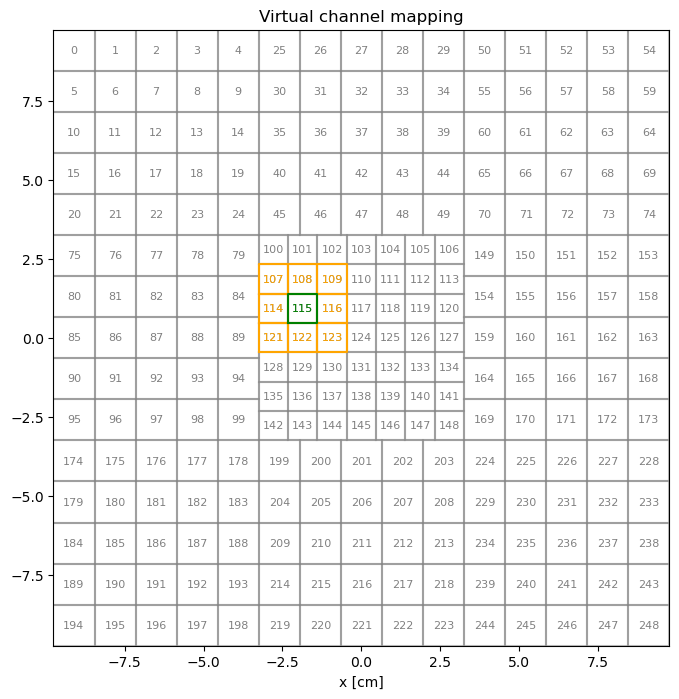 Virtual channel mapping
0 1 2 3 4 25 26 27 28 29 50 51 52 53 54
7.5
5 6 7 8 9 30 31 32 33 34 55 56 57 58 59
10 11 12 13 14 35 36 37 38 39 60 61 62 63 64
5.0
15 16 17 18 19 40 41 42 43 44 65 66 67 68 69
20 21 22 23 24 45 46 47 48 49 70 71 72 73 74
2.5
75 76 77 78 79 100 101 102 103 104 105 106 149 150 151 152 153
107 108 109 110 111 112 113
80 81 82 83 84 114 115 116 117 118 119 120 154 155 156 157 158
0.0
85 86 87 88 89 121 122 123 124 125 126 127 159 160 161 162 163
128 129 130 131 132 133 134
90 91 92 93 94 164 165 166 167 168
135 136 137 138 139 140 141
−2.5
95 96 97 98 99 142 143 144 145 146 147 148 169 170 171 172 173
174 175 176 177 178 199 200 201 202 203 224 225 226 227 228
−5.0
179 180 181 182 183 204 205 206 207 208 229 230 231 232 233
184 185 186 187 188 209 210 211 212 213 234 235 236 237 238
−7.5
189 190 191 192 193 214 215 216 217 218 239 240 241 242 243
194 195 196 197 198 219 220 221 222 223 244 245 246 247 248
−7.5 −5.0 −2.5 0.0 2.5 5.0 7.5
x [cm]